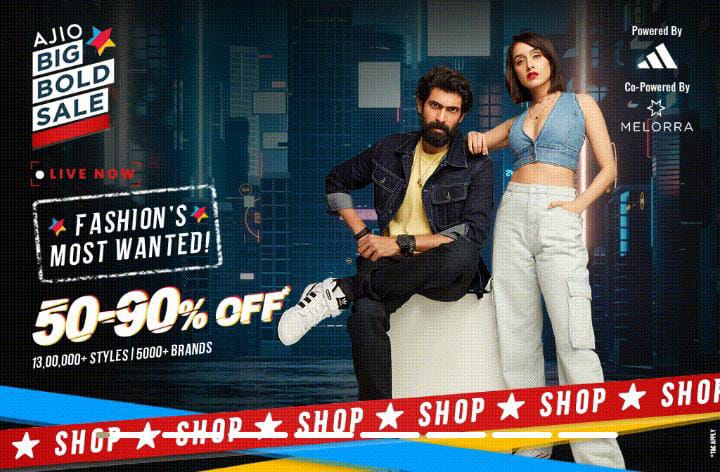 AJIO
BIG
BOLD
SALE
LIVE NOW
FASHION'S
MOST WANTED!
50-90% OFF*
13,00,000+ STYLES | 5000+ BRANDS
Powered By
Co-Powered By
MELORRA
SHOP SHOP SHOP SHOP SHOP SHOP
*T&C APPLY